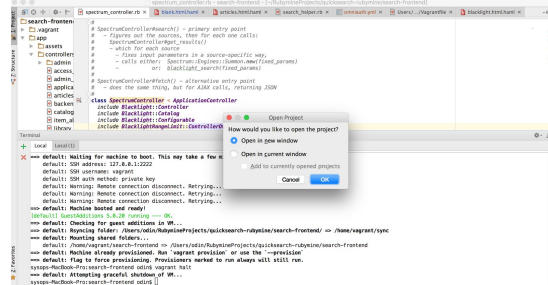 spectrum_controller.rb - search-frontend
spectrum_controller.rb × blank.html.haml × articles.html.haml × search_helper.rb × omniauth.yml × Users/.../Vagrantfile × blacklight.html.haml ×
search-frontend
.vagrant
app
assets
controllers
admin
access_
admin_
applica
articles
backen
catalog
item_al
library
#
# SpectrumController#search() - primary entry point
# - figures out the sources, then for each one calls:
# SpectrumController#get_results()
# - which for each source
# - fixes input parameters in a source-specific way,
# - calls either: Spectrum::Engines::Summon.new(fixed_params)
# - or: blacklight_search(fixed_params)
#
# SpectrumController#fetch() - alternative entry point
# - does the same thing, but for AJAX calls, returning JSON
#
class SpectrumController < ApplicationController
include Blacklight::Controller
include Blacklight::Catalog
include Blacklight::Configurable
include BlacklightRangeLimit::ControllerO
Open Project
How would you like to open the project?
Open in new window
Open in current window
Add to currently opened projects
Cancel
OK
Terminal
Local Local (1)
==> default: Waiting for machine to boot. This may take a few m
default: SSH address: 127.0.0.1:2222
default: SSH username: vagrant
default: SSH auth method: private key
default: Warning: Remote connection disconnect. Retrying...
default: Warning: Remote connection disconnect. Retrying...
default: Warning: Remote connection disconnect. Retrying...
==> default: Machine booted and ready!
[default] GuestAdditions 5.0.20 running --- OK.
==> default: Checking for guest additions in VM...
==> default: Rsyncing folder: /Users/odin/RubymineProjects/quicksearch-rubymine/search-frontend/ => /home/vagrant/sync
==> default: Mounting shared folders...
default: /home/vagrant/search-frontend => /Users/odin/RubymineProjects/quicksearch-rubymine/search-frontend
==> default: Machine already provisioned. Run `vagrant provision` or use the `--provision`
==> default: flag to force provisioning. Provisioners marked to run always will still run.
sysops-MacBook-Pro:search-frontend odin$ vagrant halt
==> default: Attempting graceful shutdown of VM...
sysops-MacBook-Pro:search-frontend odin$
1: Project
7: Structure
2: Favorites